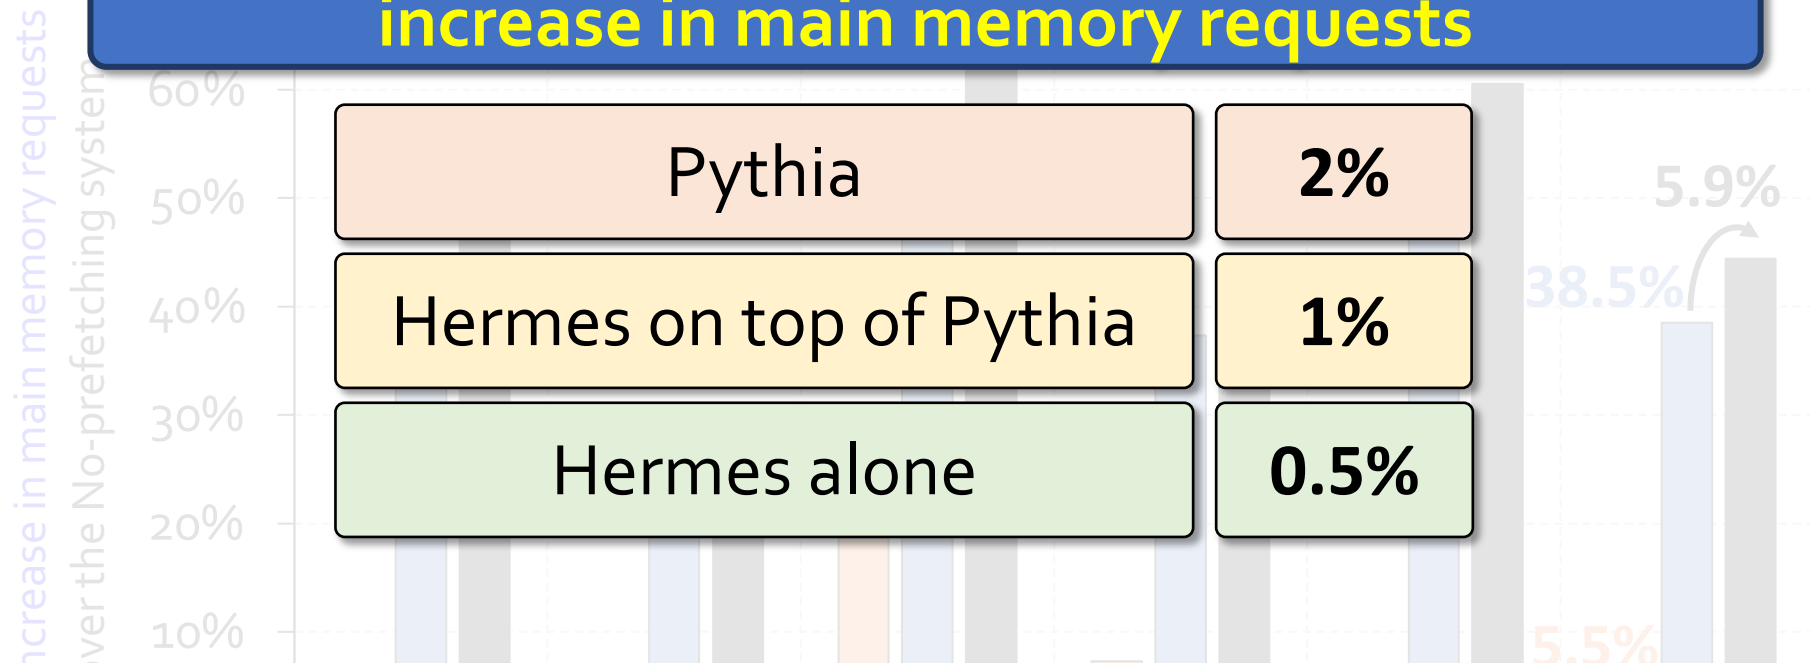 increase in main memory requests
ncrease in main memory requests
over the No-prefetching system
60%
50%
40%
30%
20%
10%
Pythia 2%
Hermes on top of Pythia 1%
Hermes alone 0.5%
5.9%
38.5%
5.5%